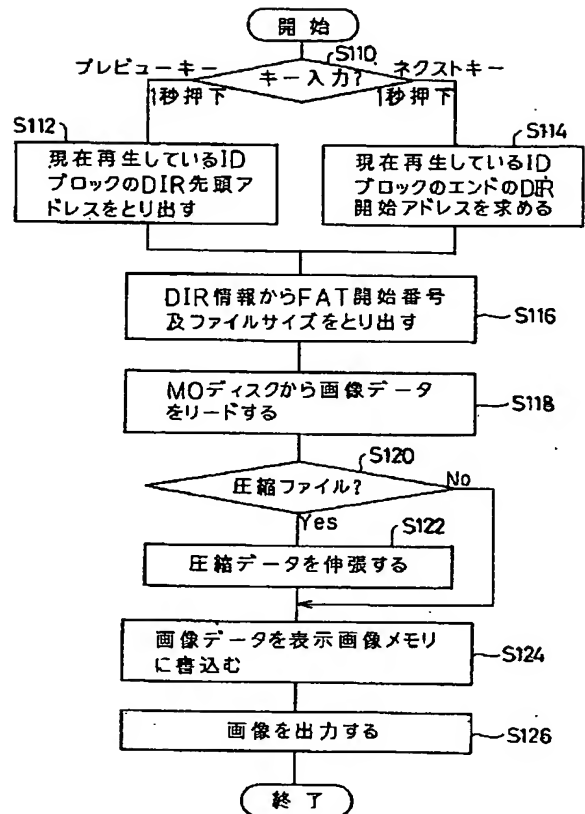 開始
S110
プレビューキー
キー入力?
ネクストキー
1秒押下
1秒押下
S112
S114
現在再生しているID
ブロックのDIR先頭ア
ドレスをとり出す
現在再生しているID
ブロックのエンドのDIR
開始アドレスを求める
DIR情報からFAT開始番号
及ファイルサイズをとり出す
S116
MOディスクから画像データ
をリードする
S118
S120
圧縮ファイル?
No
Yes
S122
圧縮データを伸張する
画像データを表示画像メモリ
に書込む
S124
画像を出力する
S126
終了